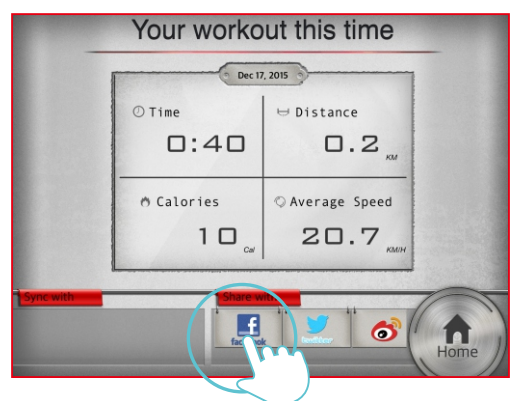 Your workout this time
Dec 17, 2015
Time
0:40
Distance
0.2 KM
Calories
10 Cal
Average Speed
20.7 KM/H
Sync with
Share with
facebook
twitter
Home